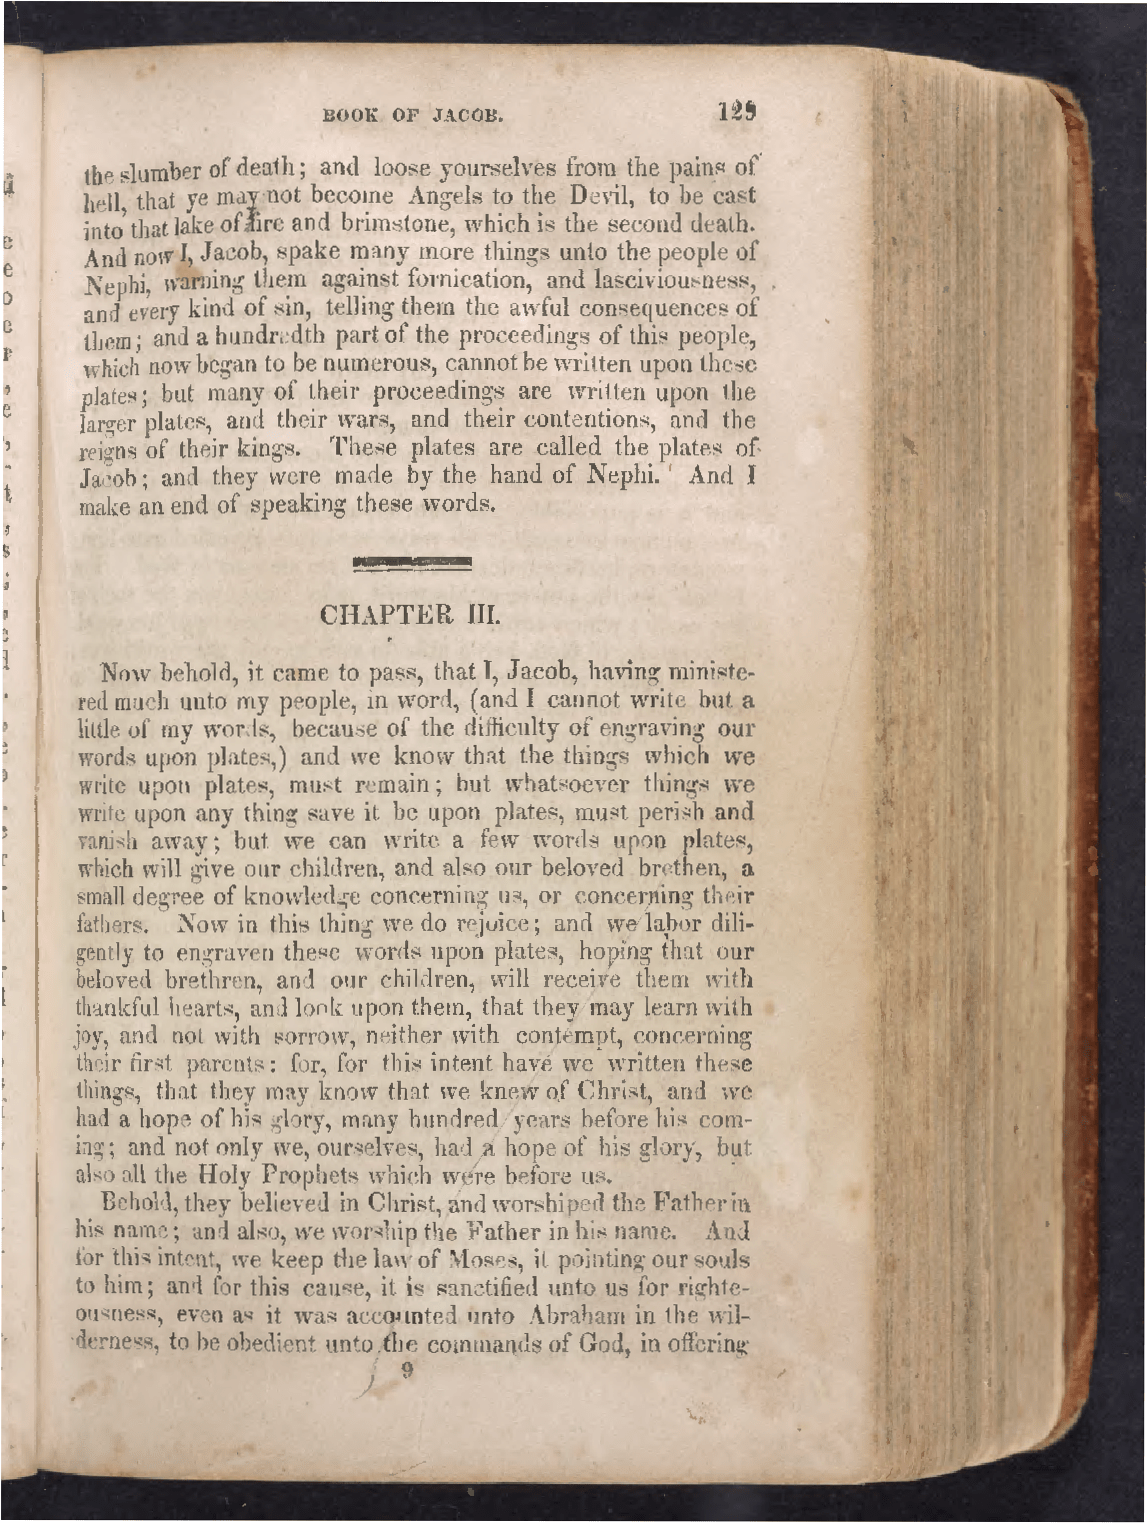 BOOK OF JACOB. 129
the slumber of death; and loose yourselves from the pains of
hell, that ye may not become Angels to the Devil, to be cast
into that lake of fire and brimstone, which is the second death.
And now I, Jacob, spake many more things unto the people of
Nephi, warning them against fornication, and lasciviousness,
and every kind of sin, telling them the awful consequences of
them; and a hundredth part of the proceedings of this people,
which now began to be numerous, cannot be written upon these
plates; but many of their proceedings are written upon the
larger plates, and their wars, and their contentions, and the
reigns of their kings. These plates are called the plates of
Jacob; and they were made by the hand of Nephi. And I
make an end of speaking these words.
CHAPTER III.
Now behold, it came to pass, that I, Jacob, having ministe-
red much unto my people, in word, (and I cannot write but a
little of my words, because of the difficulty of engraving our
words upon plates,) and we know that the things which we
write upon plates, must remain; but whatsoever things we
write upon any thing save it be upon plates, must perish and
vanish away; but we can write a few words upon plates,
which will give our children, and also our beloved brethen, a
small degree of knowledge concerning us, or concerning their
fathers. Now in this thing we do rejoice; and we labor dili-
gently to engraven these words upon plates, hoping that our
beloved brethren, and our children, will receive them with
thankful hearts, and look upon them, that they may learn with
joy, and not with sorrow, neither with contempt, concerning
their first parents: for, for this intent have we written these
things, that they may know that we knew of Christ, and we
had a hope of his glory, many hundred years before his com-
ing; and not only we, ourselves, had a hope of his glory, but
also all the Holy Prophets which were before us.
Behold, they believed in Christ, and worshiped the Father in
his name; and also, we worship the Father in his name. And
for this intent, we keep the law of Moses, it pointing our souls
to him; and for this cause, it is sanctified unto us for righte-
ousness, even as it was accounted unto Abraham in the wil-
derness, to be obedient unto the commands of God, in offering
9